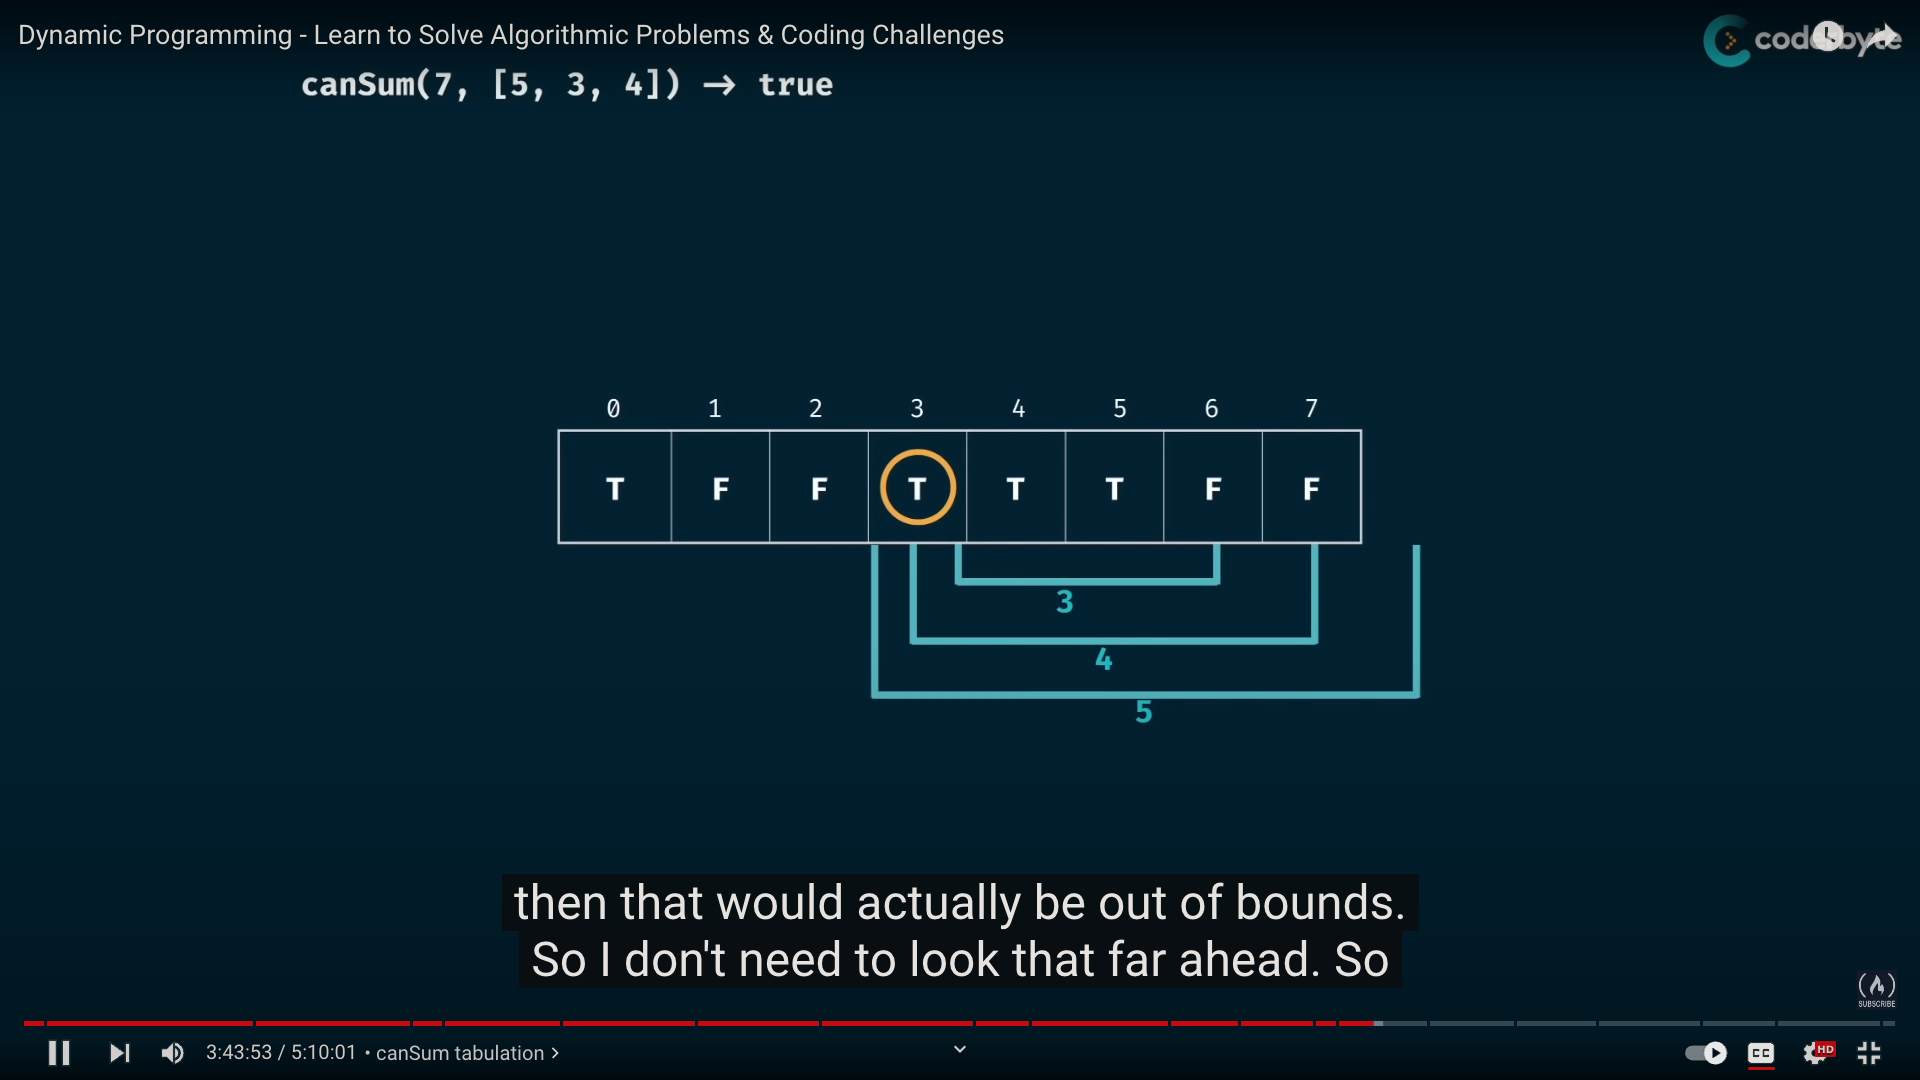 Dynamic Programming - Learn to Solve Algorithmic Problems & Coding Challenges
coderbyte
canSum(7, [5, 3, 4]) → true
0 1 2 3 4 5 6 7
T F F T T T F F
3
4
5
then that would actually be out of bounds.
So I don't need to look that far ahead. So
SUBSCRIBE
3:43:53 / 5:10:01 • canSum tabulation >
CC
HD